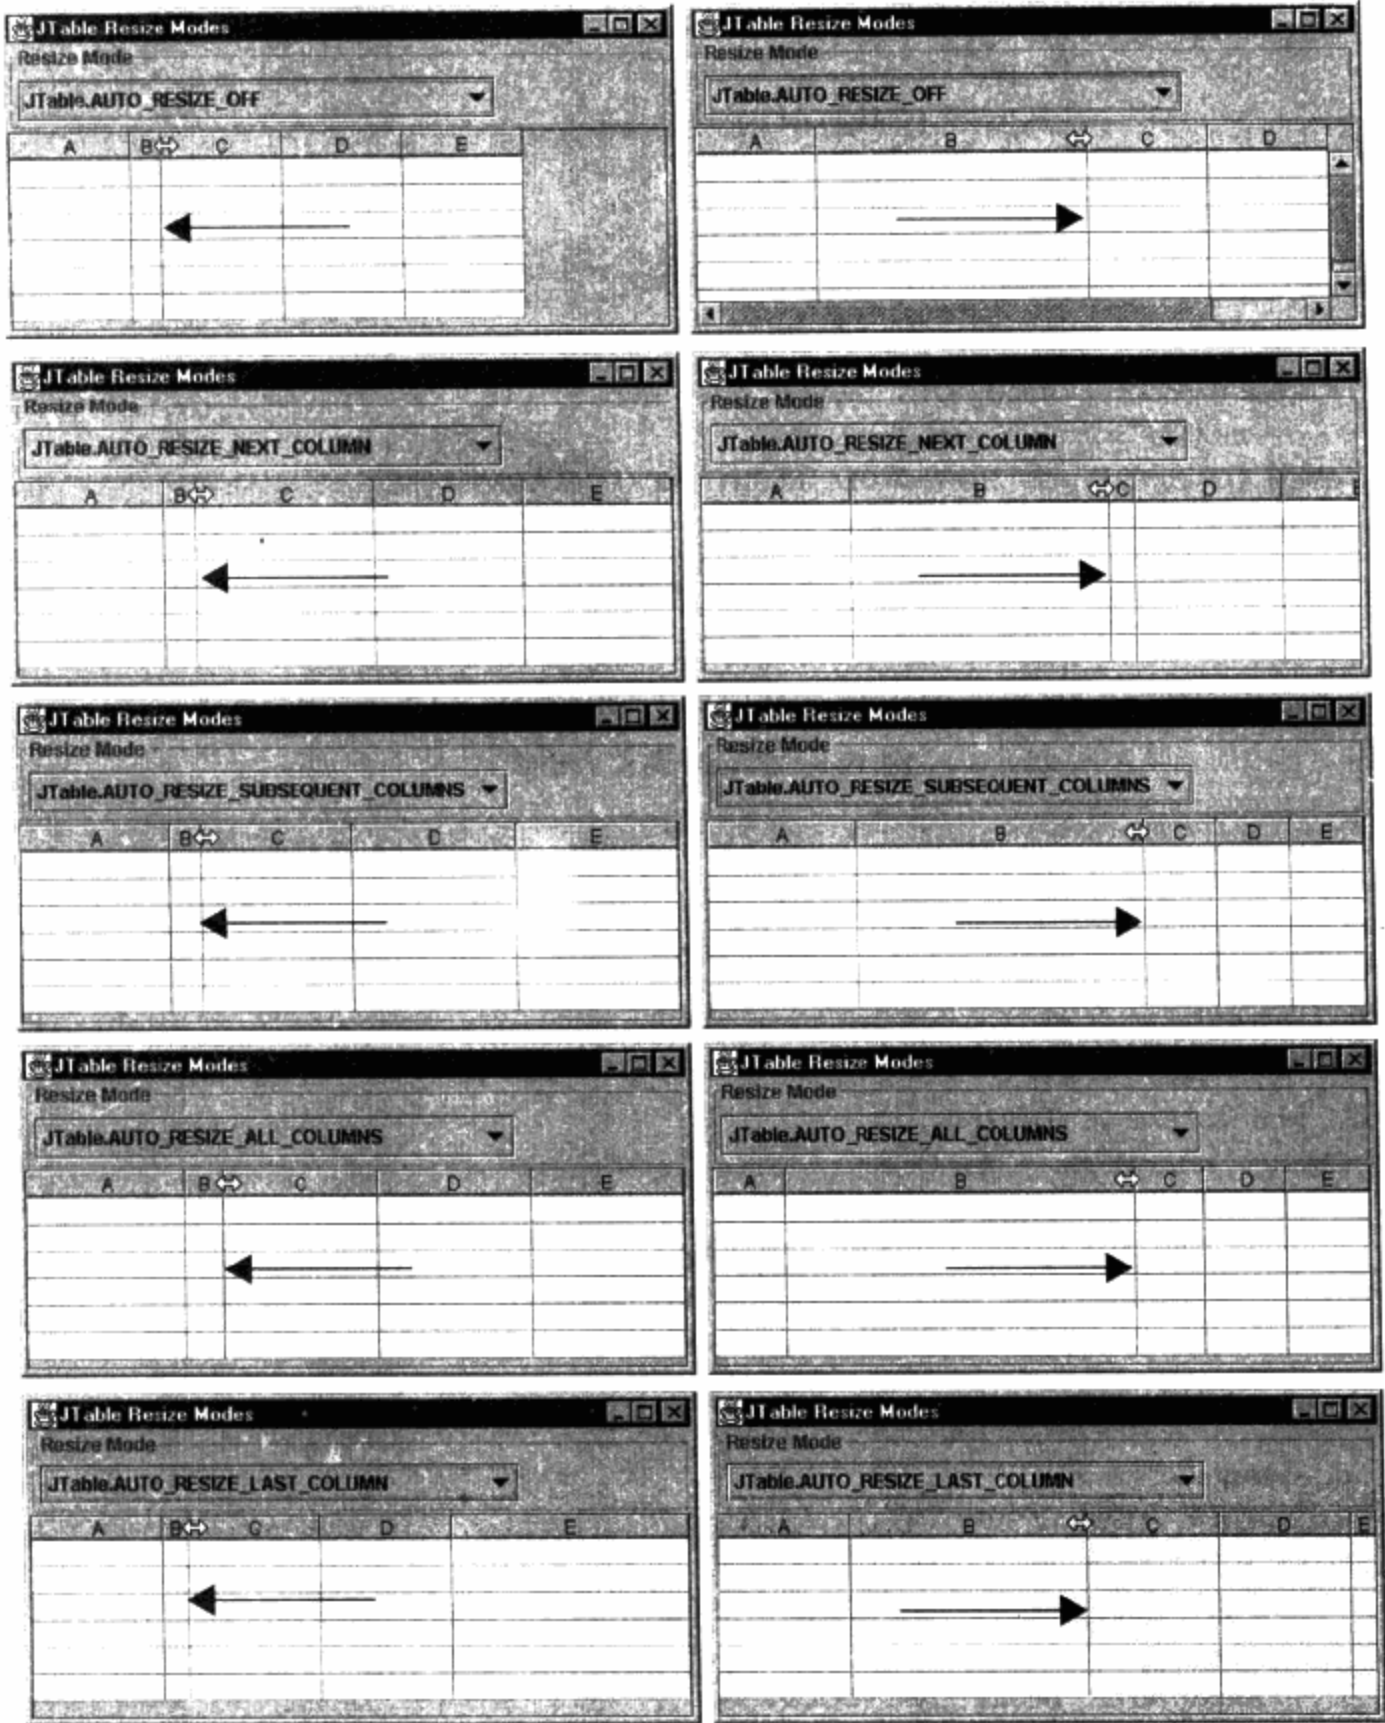 JTable Resize Modes
Resize Mode
JTable.AUTO_RESIZE_OFF
A B C D E
JTable Resize Modes
Resize Mode
JTable.AUTO_RESIZE_OFF
A B C D
JTable Resize Modes
Resize Mode
JTable.AUTO_RESIZE_NEXT_COLUMN
A B C D E
JTable Resize Modes
Resize Mode
JTable.AUTO_RESIZE_NEXT_COLUMN
A B C D E
JTable Resize Modes
Resize Mode
JTable.AUTO_RESIZE_SUBSEQUENT_COLUMNS
A B C D E
JTable Resize Modes
Resize Mode
JTable.AUTO_RESIZE_SUBSEQUENT_COLUMNS
A B C D E
JTable Resize Modes
Resize Mode
JTable.AUTO_RESIZE_ALL_COLUMNS
A B C D E
JTable Resize Modes
Resize Mode
JTable.AUTO_RESIZE_ALL_COLUMNS
A B C D E
JTable Resize Modes
Resize Mode
JTable.AUTO_RESIZE_LAST_COLUMN
A B C D E
JTable Resize Modes
Resize Mode
JTable.AUTO_RESIZE_LAST_COLUMN
A B C D E